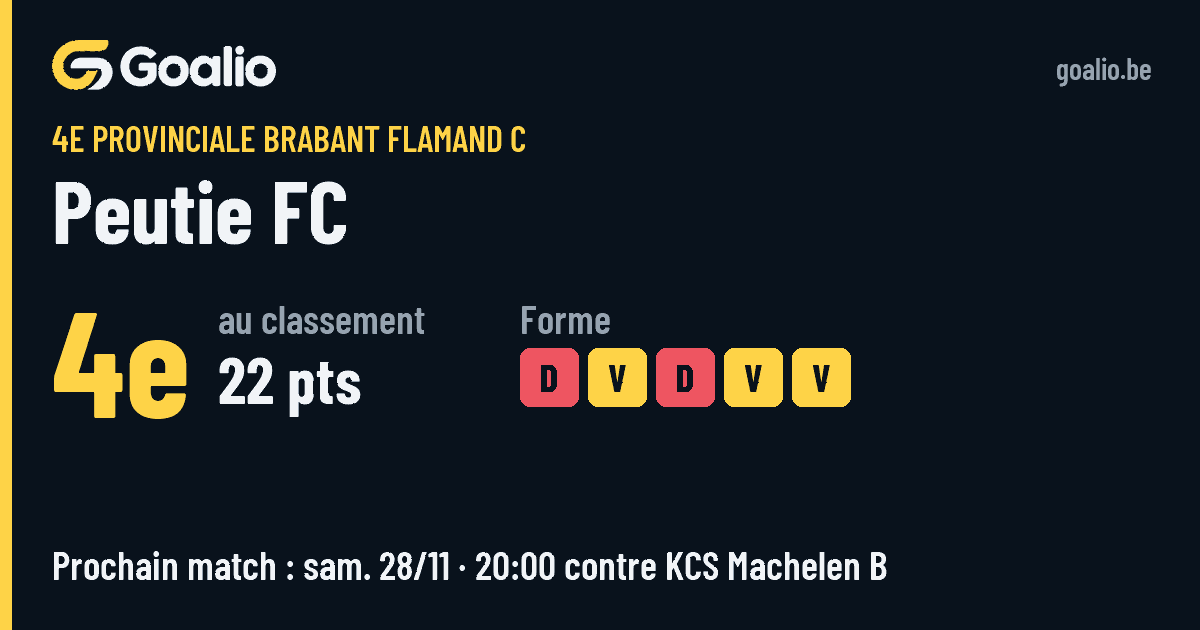 Goalio
goalio.be
4E PROVINCIALE BRABANT FLAMAND C
Peutie FC
4e
au classement
22 pts
Forme
D V D V V
Prochain match : sam. 28/11 · 20:00 contre KCS Machelen B